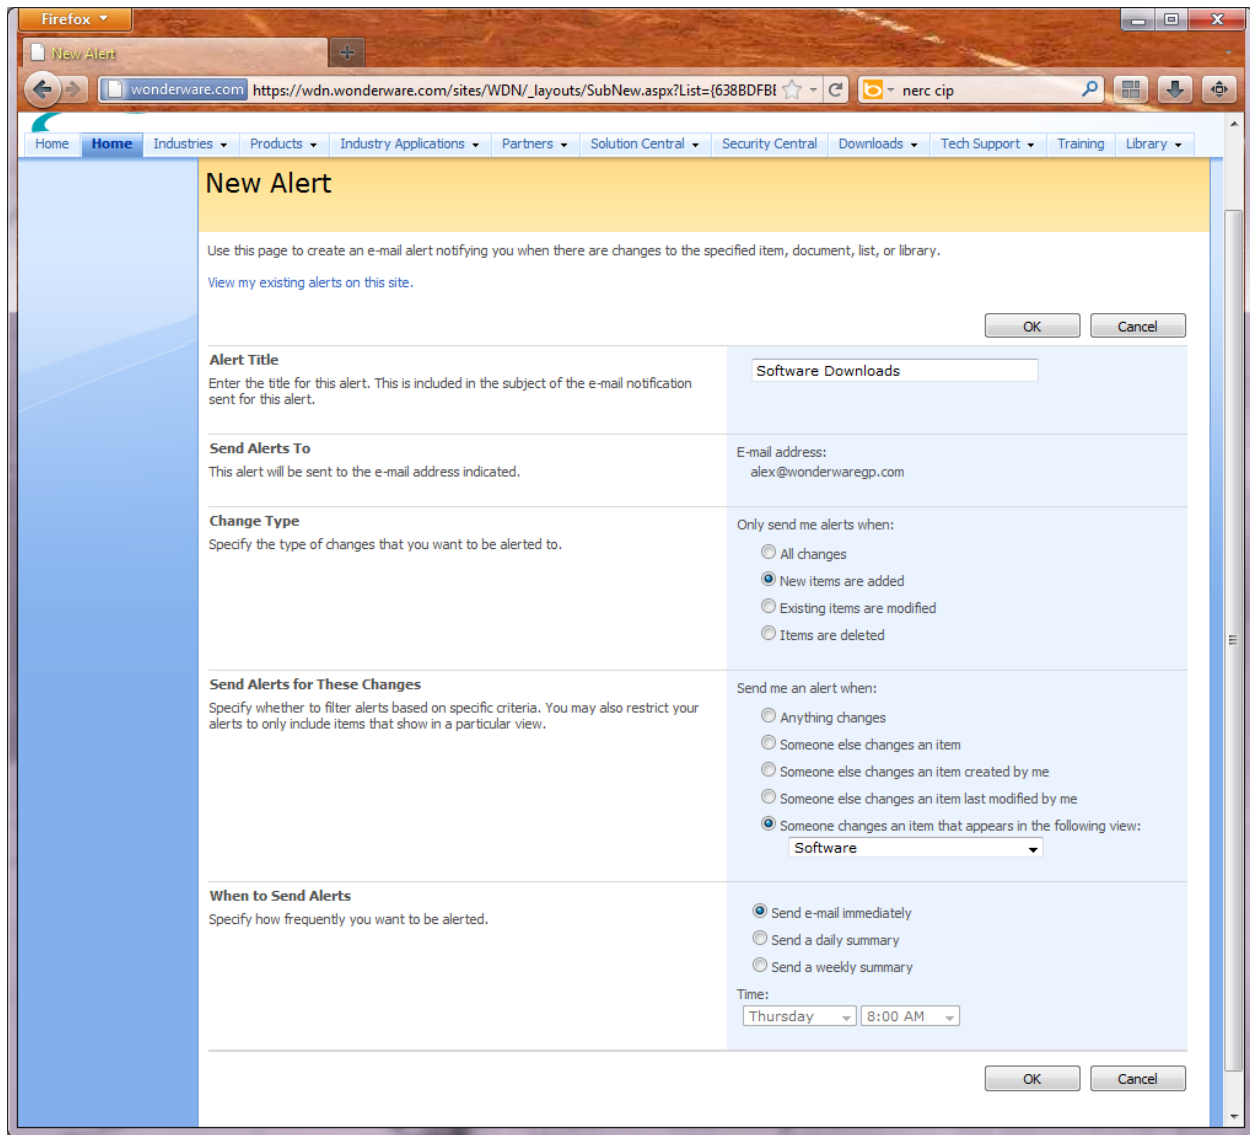 Firefox
New Alert
wonderware.com https://wdn.wonderware.com/sites/WDN/_layouts/SubNew.aspx?List={638BDFBE nerc cip
Home Home Industries Products Industry Applications Partners Solution Central Security Central Downloads Tech Support Training Library
New Alert
Use this page to create an e-mail alert notifying you when there are changes to the specified item, document, list, or library.
View my existing alerts on this site.
OK Cancel
Alert Title
Enter the title for this alert. This is included in the subject of the e-mail notification
sent for this alert.
Software Downloads
Send Alerts To
This alert will be sent to the e-mail address indicated.
E-mail address:
alex@wonderwaregp.com
Change Type
Specify the type of changes that you want to be alerted to.
Only send me alerts when:
All changes
New items are added
Existing items are modified
Items are deleted
Send Alerts for These Changes
Specify whether to filter alerts based on specific criteria. You may also restrict your
alerts to only include items that show in a particular view.
Send me an alert when:
Anything changes
Someone else changes an item
Someone else changes an item created by me
Someone else changes an item last modified by me
Someone changes an item that appears in the following view:
Software
When to Send Alerts
Specify how frequently you want to be alerted.
Send e-mail immediately
Send a daily summary
Send a weekly summary
Time:
Thursday 8:00 AM
OK Cancel